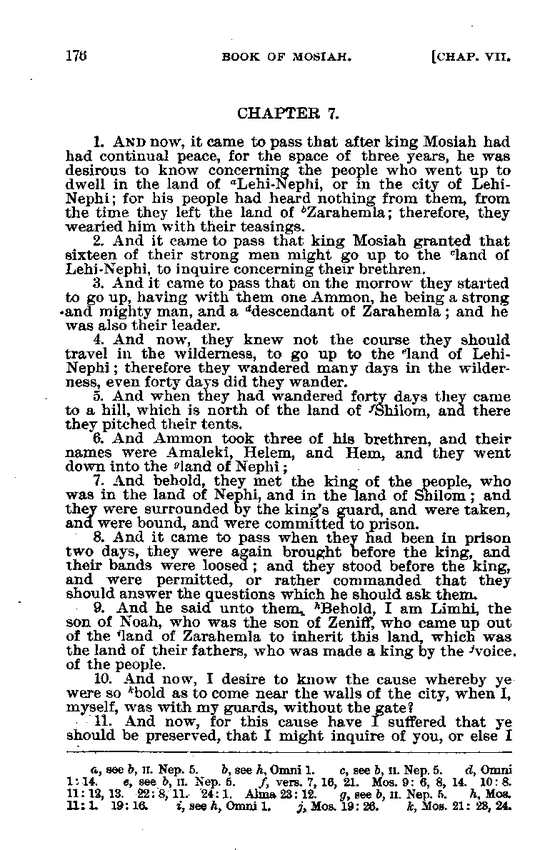 176 BOOK OF MOSIAH. [CHAP. VII.
CHAPTER 7.
1. AND now, it came to pass that after king Mosiah had
had continual peace, for the space of three years, he was
desirous to know concerning the people who went up to
dwell in the land of ᵃLehi-Nephi, or in the city of Lehi-
Nephi; for his people had heard nothing from them, from
the time they left the land of ᵇZarahemla; therefore, they
wearied him with their teasings.
2. And it came to pass that king Mosiah granted that
sixteen of their strong men might go up to the ᶜland of
Lehi-Nephi, to inquire concerning their brethren.
3. And it came to pass that on the morrow they started
to go up, having with them one Ammon, he being a strong
and mighty man, and a ᵈdescendant of Zarahemla; and he
was also their leader.
4. And now, they knew not the course they should
travel in the wilderness, to go up to the ᵉland of Lehi-
Nephi; therefore they wandered many days in the wilder-
ness, even forty days did they wander.
5. And when they had wandered forty days they came
to a hill, which is north of the land of ᶠShilom, and there
they pitched their tents.
6. And Ammon took three of his brethren, and their
names were Amaleki, Helem, and Hem, and they went
down into the ᵍland of Nephi;
7. And behold, they met the king of the people, who
was in the land of Nephi, and in the land of Shilom; and
they were surrounded by the king's guard, and were taken,
and were bound, and were committed to prison.
8. And it came to pass when they had been in prison
two days, they were again brought before the king, and
their bands were loosed; and they stood before the king,
and were permitted, or rather commanded that they
should answer the questions which he should ask them.
9. And he said unto them, ʰBehold, I am Limhi, the
son of Noah, who was the son of Zeniff, who came up out
of the ⁱland of Zarahemla to inherit this land, which was
the land of their fathers, who was made a king by the ʲvoice
of the people.
10. And now, I desire to know the cause whereby ye
were so ᵏbold as to come near the walls of the city, when I,
myself, was with my guards, without the gate?
11. And now, for this cause have I suffered that ye
should be preserved, that I might inquire of you, or else I
a, see b, II. Nep. 5. b, see h, Omni 1. c, see b, II. Nep. 5. d, Omni
1:14. e, see b, II. Nep. 5. f, vers. 7, 16, 21. Mos. 9: 6, 8, 14. 10: 8.
11: 12, 13. 22: 8, 11. 24: 1. Alma 23: 12. g, see b, II. Nep. 5. h, Mos.
11: 1. 19: 16. i, see h, Omni 1. j, Mos. 19: 26. k, Mos. 21: 23, 24.